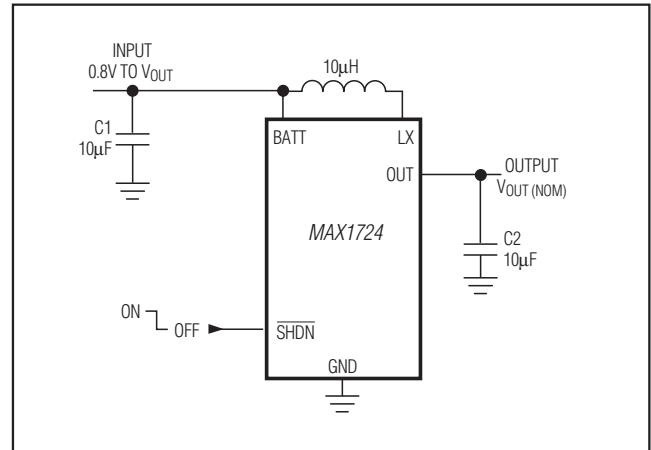 INPUT
0.8V TO VOUT
10μH
C1
10μF
BATT
LX
OUT
OUTPUT
VOUT (NOM)
MAX1724
C2
10μF
ON
OFF
SHDN
GND